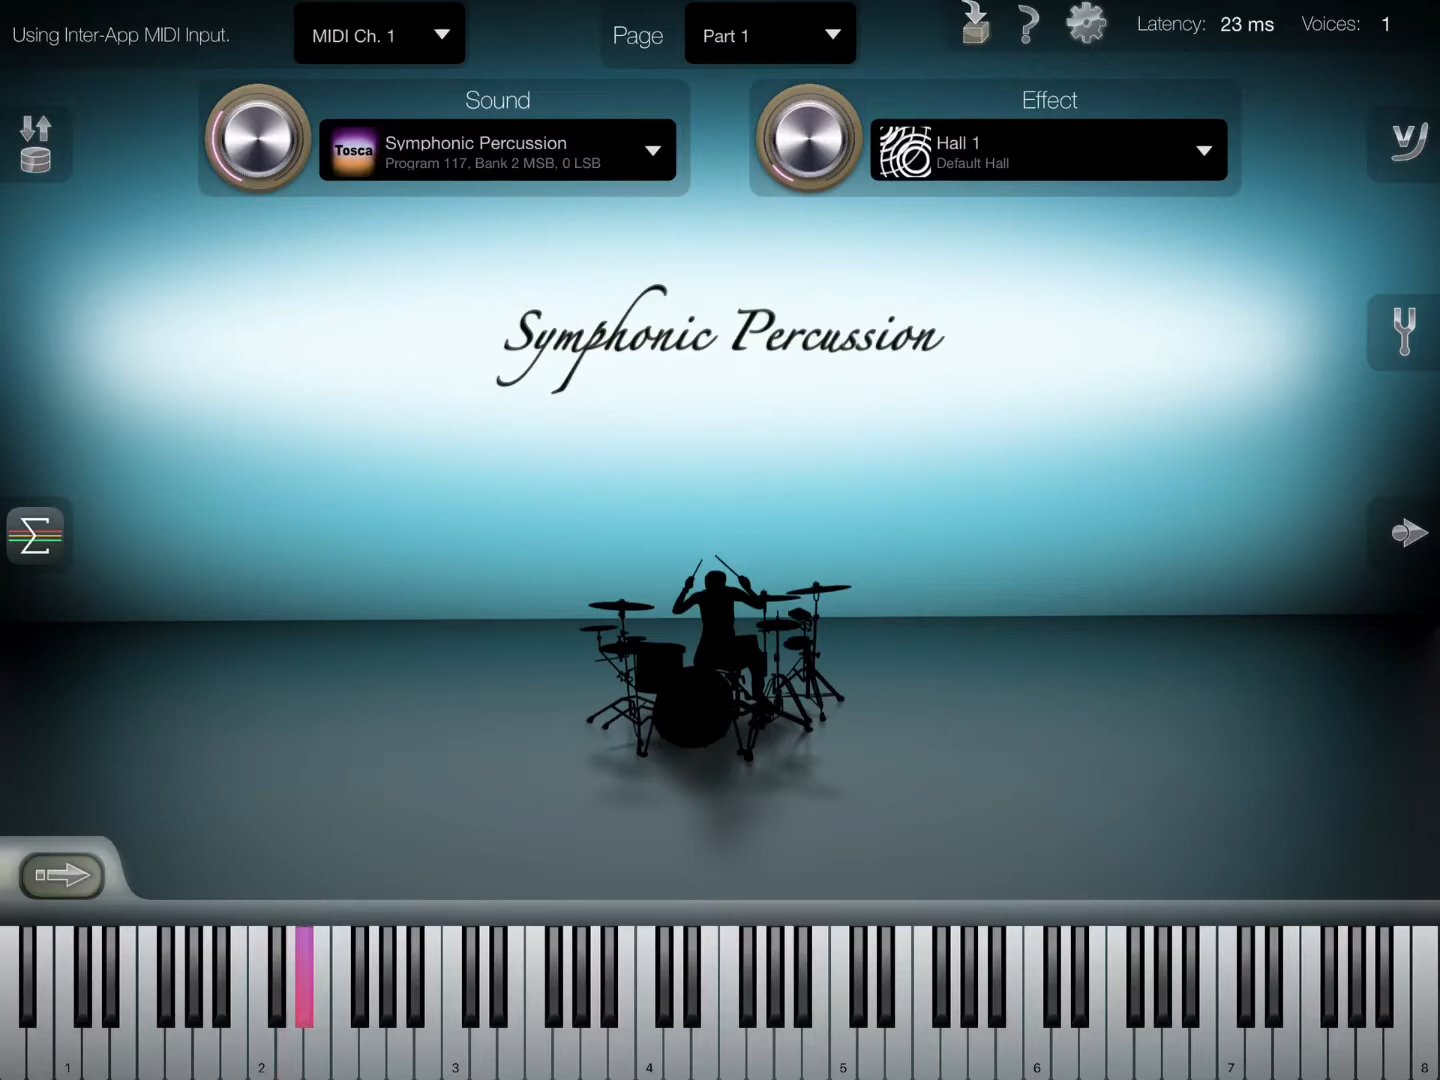 Using Inter-App MIDI Input.
MIDI Ch. 1
Page
Part 1
?
Latency: 23 ms
Voices: 1
Sound
Tosca
Symphonic Percussion
Program 117, Bank 2 MSB, 0 LSB
Effect
Hall 1
Default Hall
Symphonic Percussion
Σ
1
2
3
4
5
6
7
8